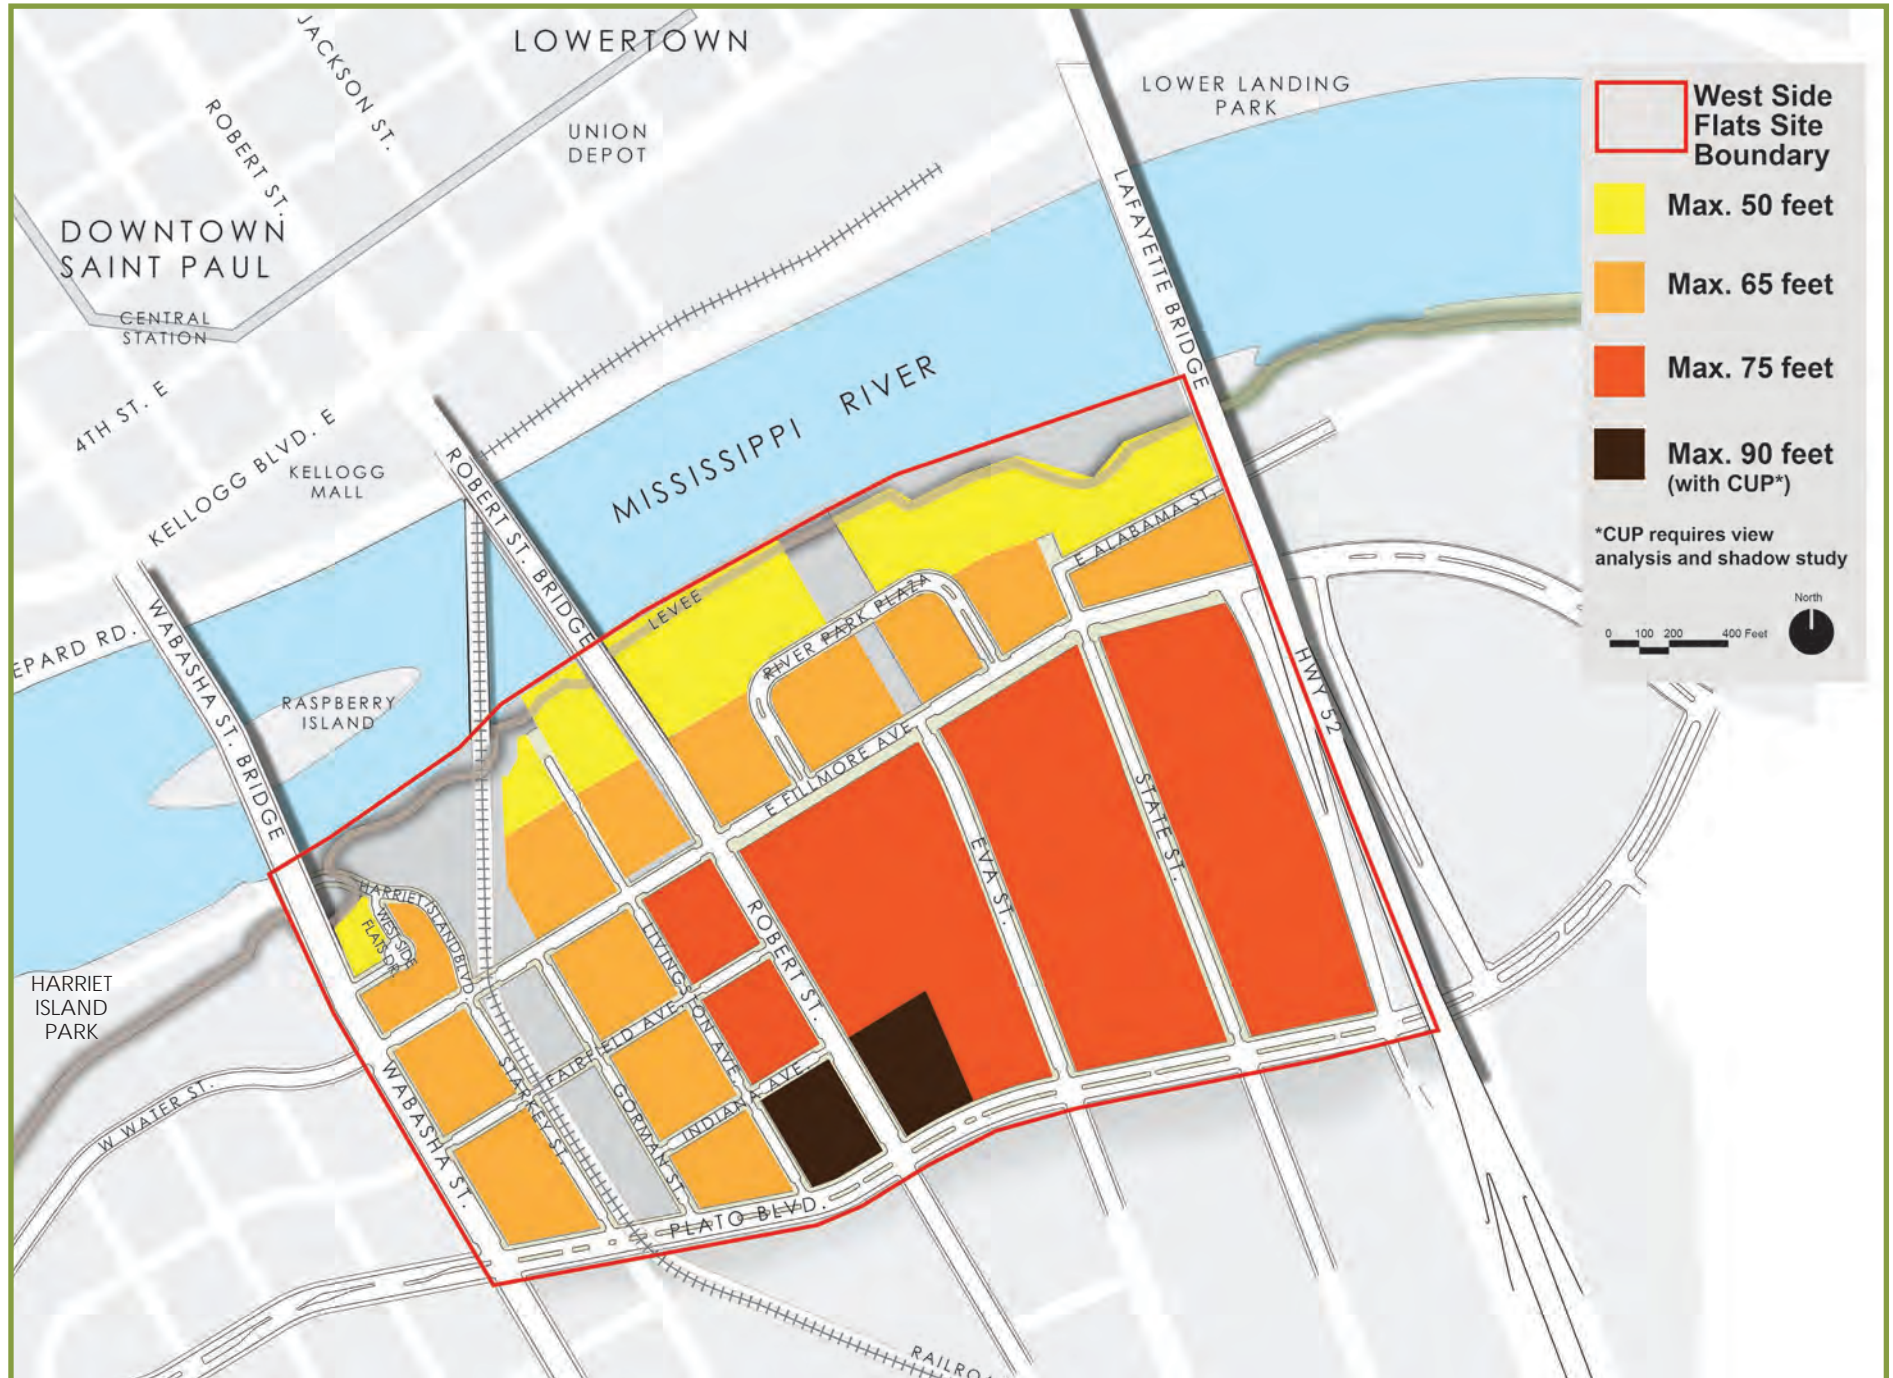 LOWERTOWN
JACKSON ST.
ROBERT ST.
UNION
DEPOT
LOWER LANDING
PARK
DOWNTOWN
SAINT PAUL
CENTRAL
STATION
4TH ST. E
KELLOGG BLVD. E
KELLOGG
MALL
LAFAYETTE BRIDGE
MISSISSIPPI RIVER
ROBERT ST. BRIDGE
EPARD RD.
WABASHA ST. BRIDGE
RASPBERRY
ISLAND
LEVEE
RIVER PARK PLAZA
E ALABAMA ST.
E FILLMORE AVE.
HWY 52
STATE ST.
EVA ST.
ROBERT ST.
HARRIET ISLAND BLVD.
WEST SIDE
FLATS DR.
HARRIET
ISLAND
PARK
LIVINGSTON AVE.
FAIRFIELD AVE.
INDIANA AVE.
STARKEY ST.
GORMAN ST.
WABASHA ST.
W WATER ST.
PLATO BLVD.
RAILRO
West Side
Flats Site
Boundary
Max. 50 feet
Max. 65 feet
Max. 75 feet
Max. 90 feet
(with CUP*)
*CUP requires view
analysis and shadow study
North
0 100 200 400 Feet